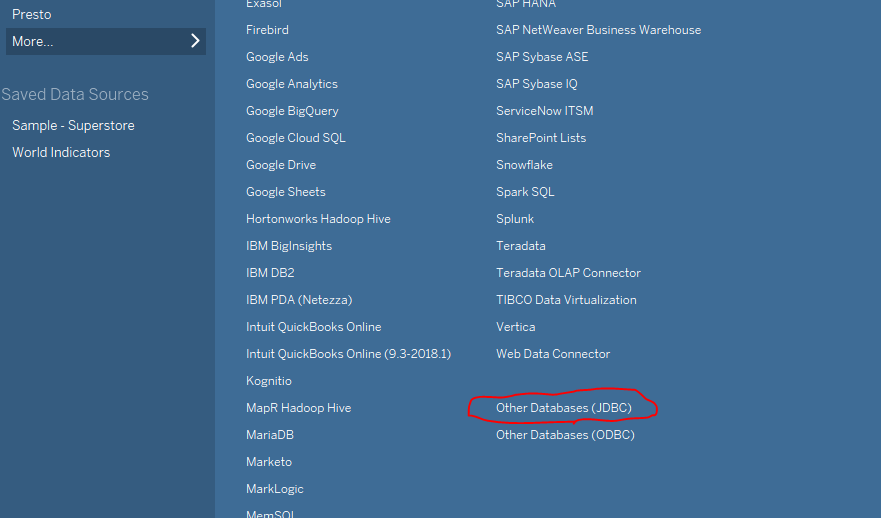 Presto
More...
Saved Data Sources
Sample - Superstore
World Indicators
Exasol
Firebird
Google Ads
Google Analytics
Google BigQuery
Google Cloud SQL
Google Drive
Google Sheets
Hortonworks Hadoop Hive
IBM BigInsights
IBM DB2
IBM PDA (Netezza)
Intuit QuickBooks Online
Intuit QuickBooks Online (9.3-2018.1)
Kognitio
MapR Hadoop Hive
MariaDB
Marketo
MarkLogic
MemSQL
SAP HANA
SAP NetWeaver Business Warehouse
SAP Sybase ASE
SAP Sybase IQ
ServiceNow ITSM
SharePoint Lists
Snowflake
Spark SQL
Splunk
Teradata
Teradata OLAP Connector
TIBCO Data Virtualization
Vertica
Web Data Connector
Other Databases (JDBC)
Other Databases (ODBC)